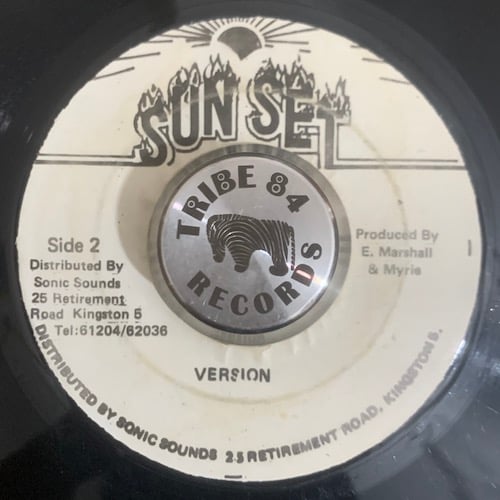 SUN SET
TRIBE 84
RECORDS
Side 2
Distributed By
Sonic Sounds
25 Retirement
Road Kingston 5
Tel:61204/62036
Produced By
E. Marshall
& Myrie
VERSION
DISTRIBUTED BY SONIC SOUNDS 25 RETIREMENT ROAD, KINGSTON 5.